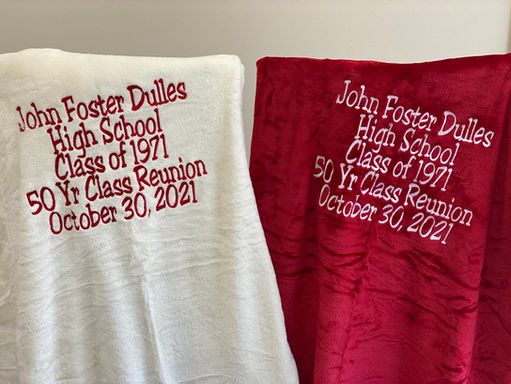 John Foster Dulles
High School
Class of 1971
50 Yr Class Reunion
October 30, 2021
John Foster Dulles
High School
Class of 1971
50 Yr Class Reunion
October 30, 2021